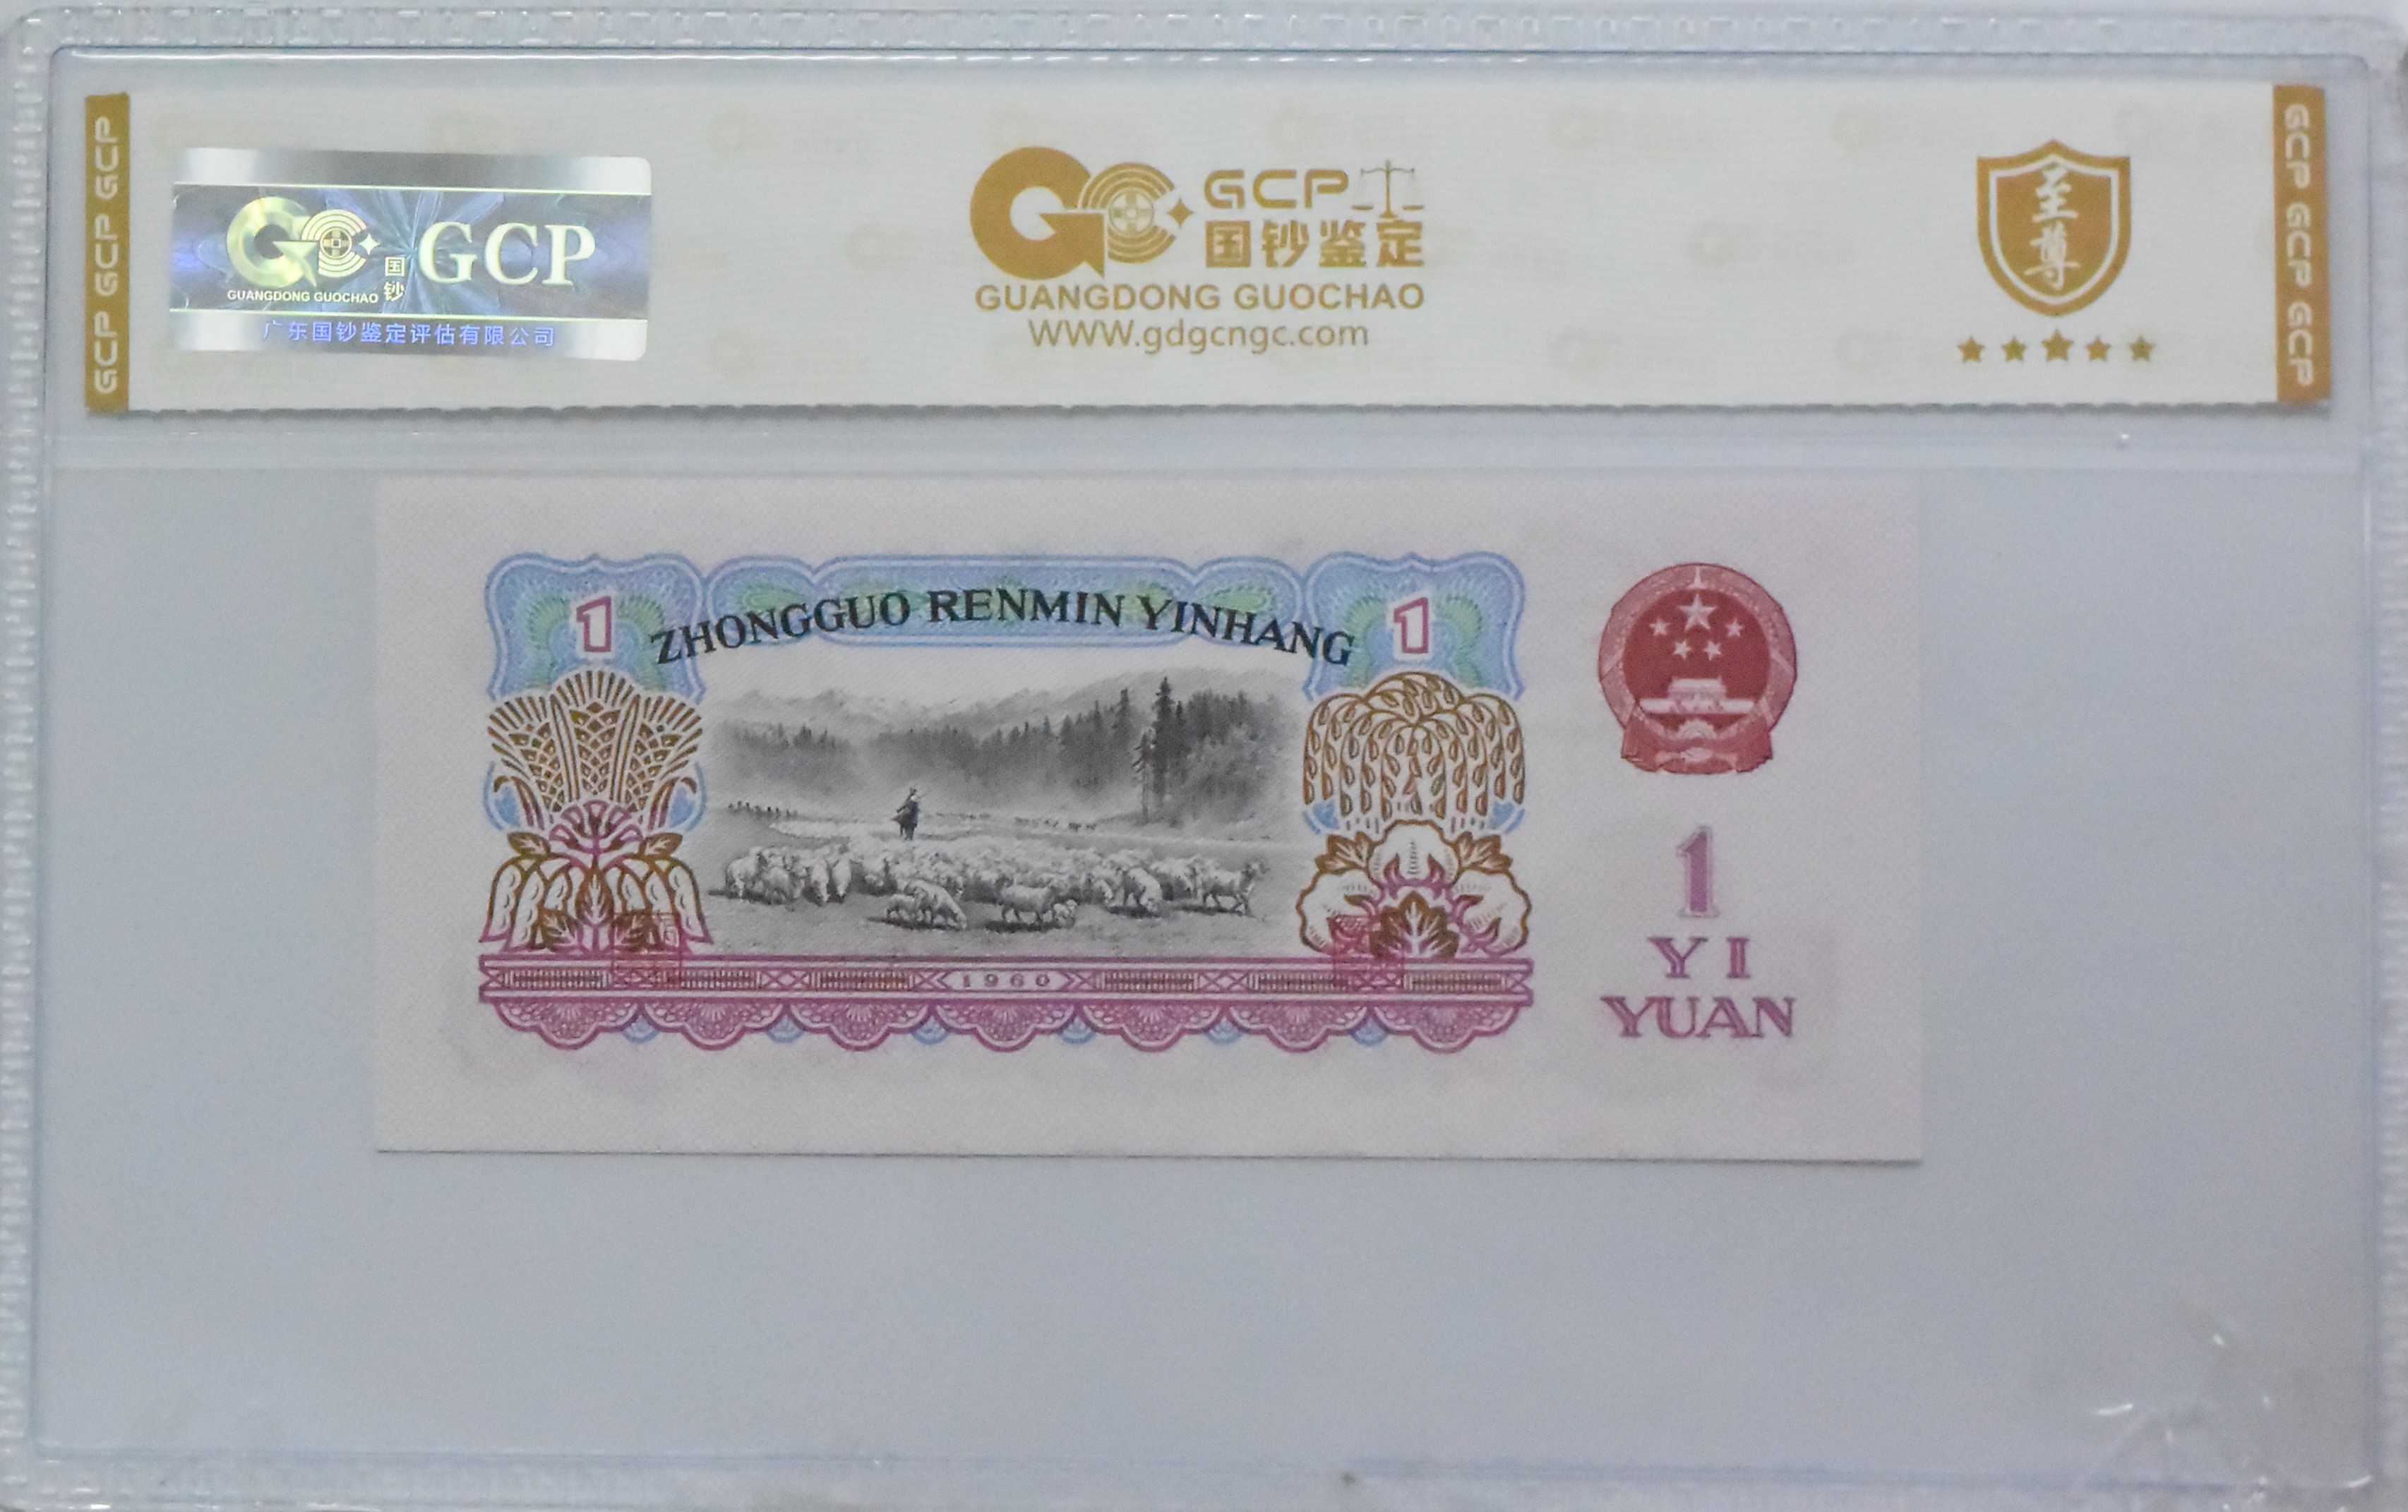 GCP GCP GCP
GCP
国钞
GUANGDONG GUOCHAO
广东国钞鉴定评估有限公司
GCP
国钞鉴定
GUANGDONG GUOCHAO
WWW.gdgcngc.com
至尊
GCP GCP GCP
1
ZHONGGUO RENMIN YINHANG
1
1960
1
YI
YUAN